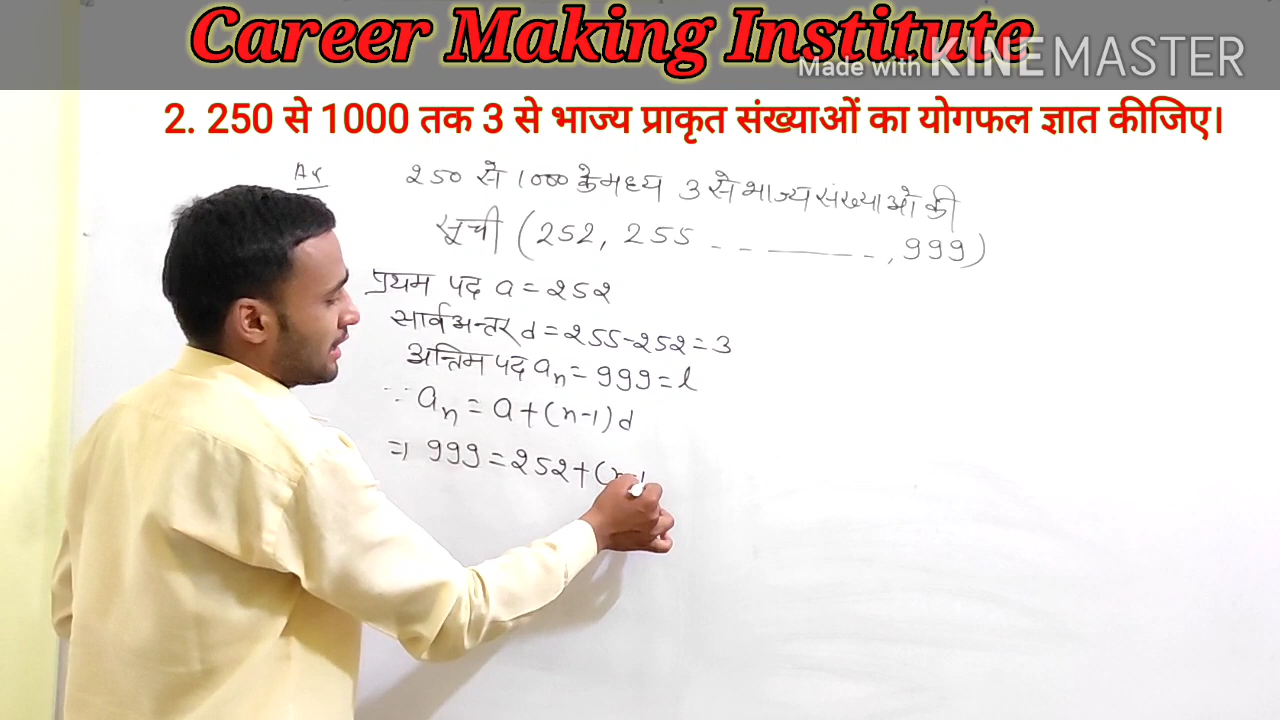 Career Making Institute
Made with KINEMASTER
2. 250 से 1000 तक 3 से भाज्य प्राकृत संख्याओं का योगफल ज्ञात कीजिए।
250 से 1000 के मध्य 3 से भाज्य संख्याओ की
सूची (252, 255 - - ———— - -, 999)
प्रथम पद a = 252
सार्वअन्तर d = 255-252 = 3
अन्तिम पद aₙ = 999 = l
∵ aₙ = a + (n-1) d
⇒ 999 = 252 + (n-1